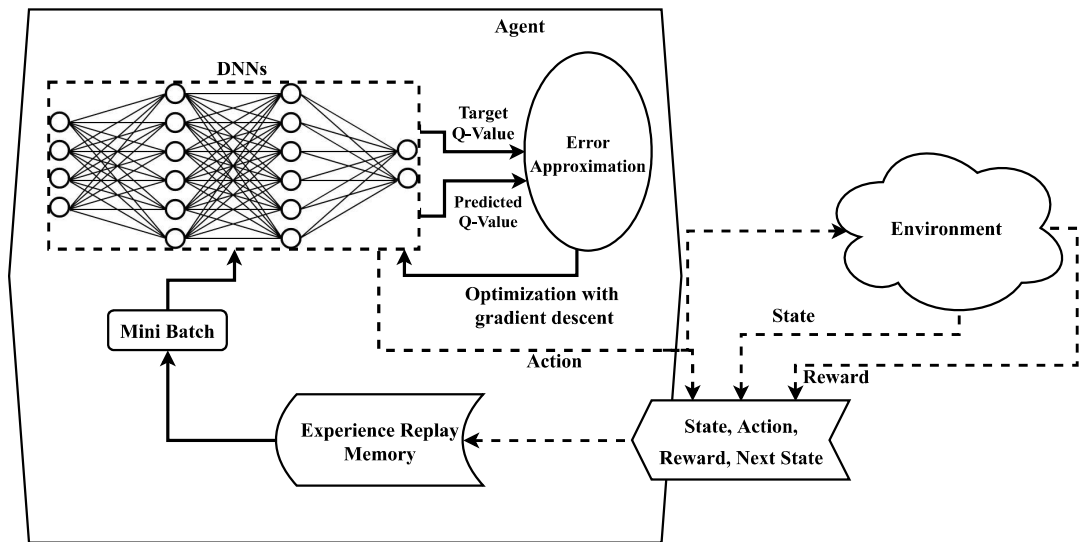 Agent
DNNs
Target
Q-Value
Error
Approximation
Predicted
Q-Value
Environment
Optimization with
gradient descent
State
Mini Batch
Action
Reward
Experience Replay
Memory
State, Action,
Reward, Next State